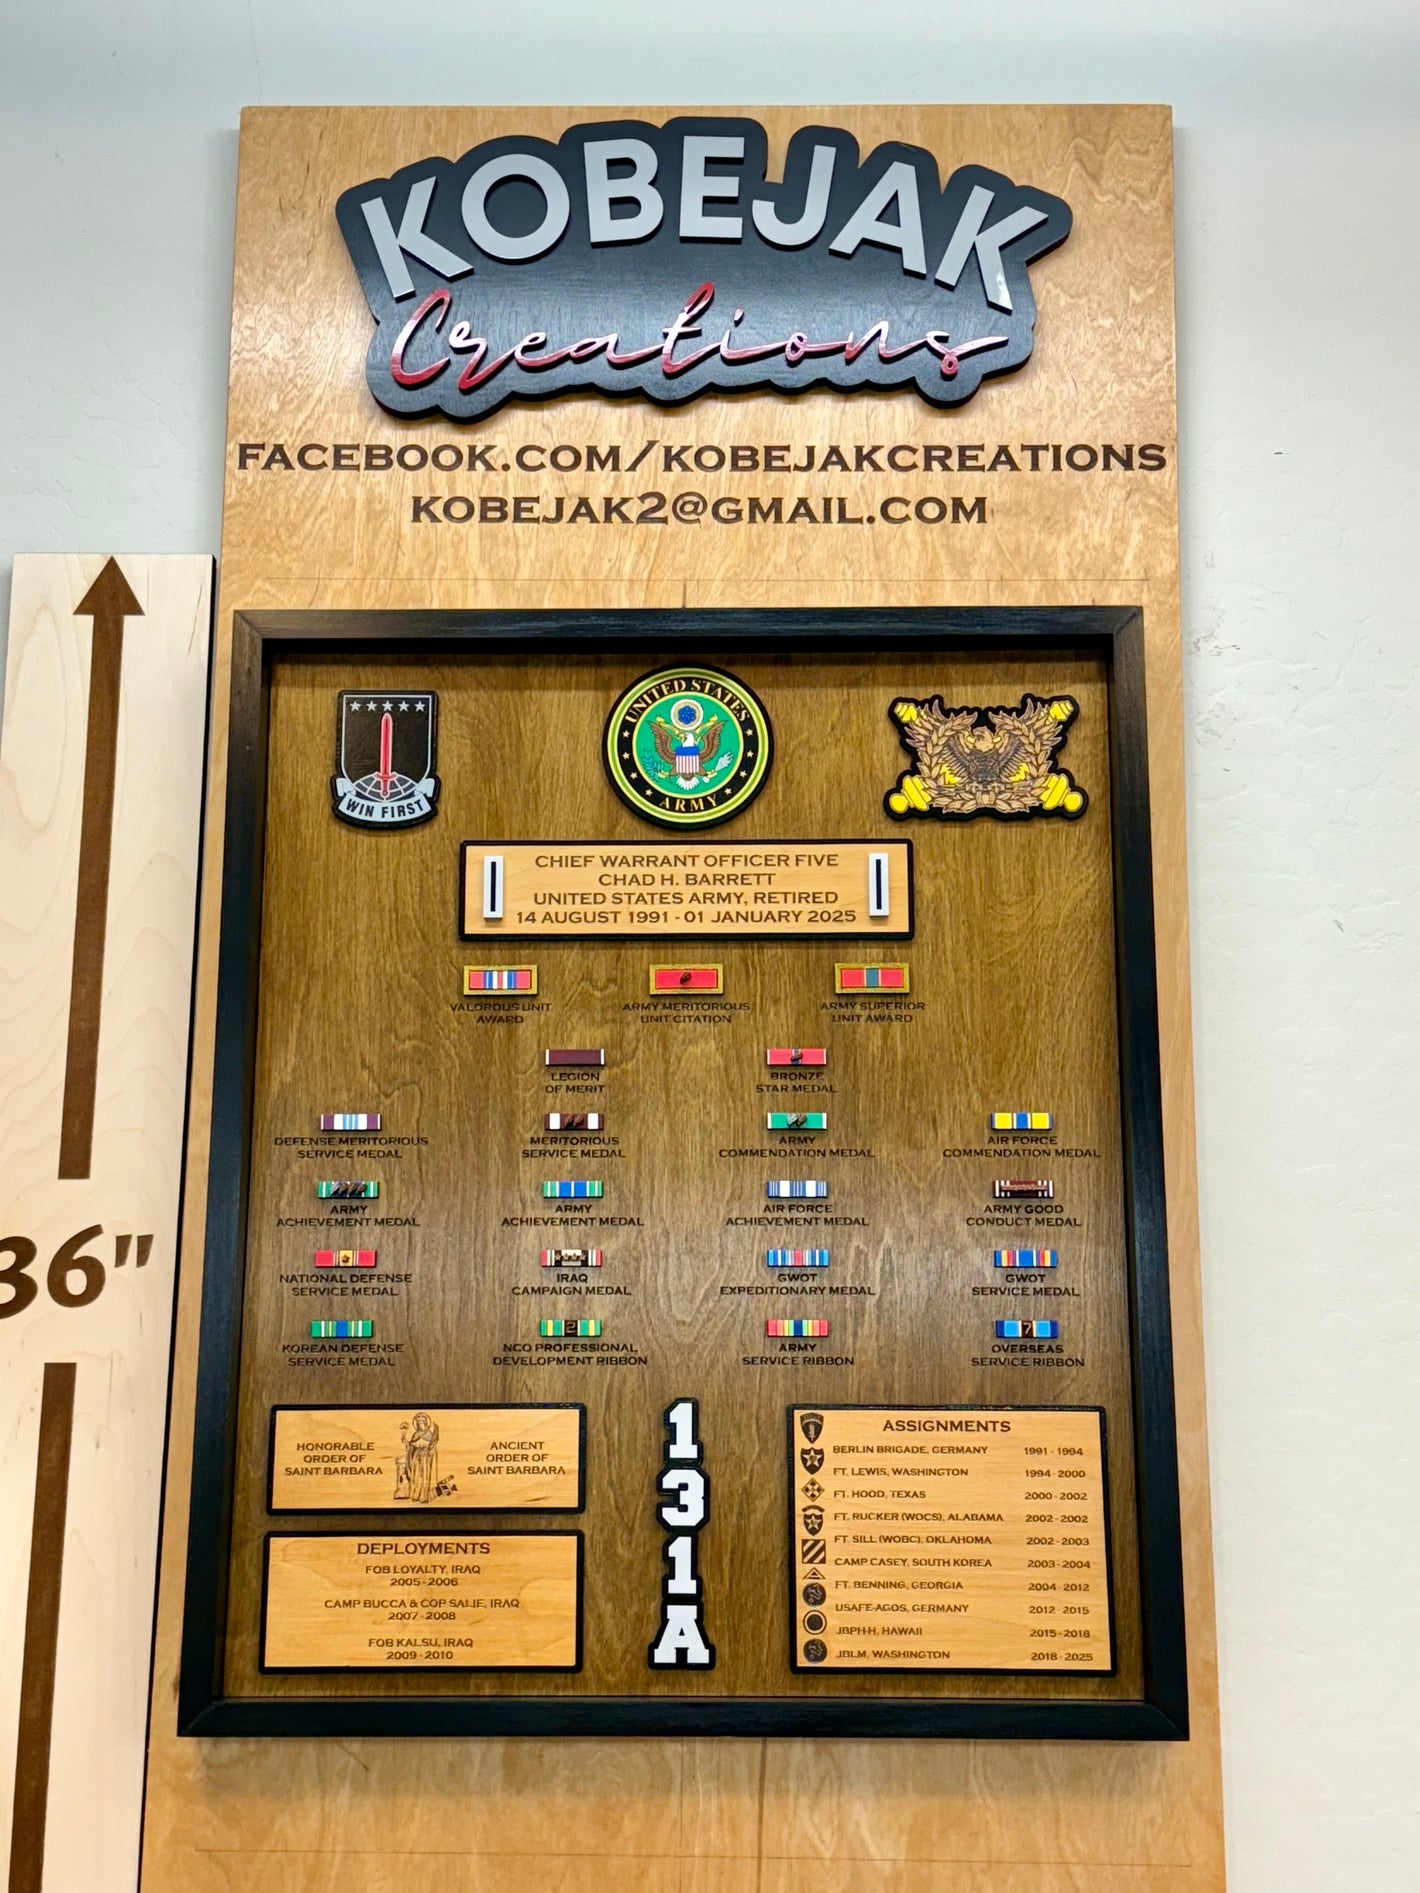 KOBEJAK
Creations
FACEBOOK.COM/KOBEJAKCREATIONS
KOBEJAK2@GMAIL.COM
36"
WIN FIRST
UNITED STATES
ARMY
CHIEF WARRANT OFFICER FIVE
CHAD H. BARRETT
UNITED STATES ARMY, RETIRED
14 AUGUST 1991 - 01 JANUARY 2025
VALOROUS UNIT
AWARD
ARMY MERITORIOUS
UNIT CITATION
ARMY SUPERIOR
UNIT AWARD
LEGION
OF MERIT
BRONZE
STAR MEDAL
DEFENSE MERITORIOUS
SERVICE MEDAL
MERITORIOUS
SERVICE MEDAL
ARMY
COMMENDATION MEDAL
AIR FORCE
COMMENDATION MEDAL
ARMY
ACHIEVEMENT MEDAL
ARMY
ACHIEVEMENT MEDAL
AIR FORCE
ACHIEVEMENT MEDAL
ARMY GOOD
CONDUCT MEDAL
NATIONAL DEFENSE
SERVICE MEDAL
IRAQ
CAMPAIGN MEDAL
GWOT
EXPEDITIONARY MEDAL
GWOT
SERVICE MEDAL
KOREAN DEFENSE
SERVICE MEDAL
2
NCO PROFESSIONAL
DEVELOPMENT RIBBON
ARMY
SERVICE RIBBON
7
OVERSEAS
SERVICE RIBBON
HONORABLE
ORDER OF
SAINT BARBARA
ANCIENT
ORDER OF
SAINT BARBARA
DEPLOYMENTS
FOB LOYALTY, IRAQ
2005-2006
CAMP BUCCA & COP SALIE, IRAQ
2007-2008
FOB KALSU, IRAQ
2009-2010
1
3
1
A
ASSIGNMENTS
BERLIN BRIGADE, GERMANY 1991 - 1994
FT. LEWIS, WASHINGTON 1994 - 2000
FT. HOOD, TEXAS 2000 - 2002
FT. RUCKER (WOCS), ALABAMA 2002 - 2002
FT. SILL (WOBC), OKLAHOMA 2002 - 2003
CAMP CASEY, SOUTH KOREA 2003 - 2004
FT. BENNING, GEORGIA 2004 - 2012
USAFE-AGOS, GERMANY 2012 - 2015
JBPH-H, HAWAII 2015 - 2018
JBLM, WASHINGTON 2018 - 2025